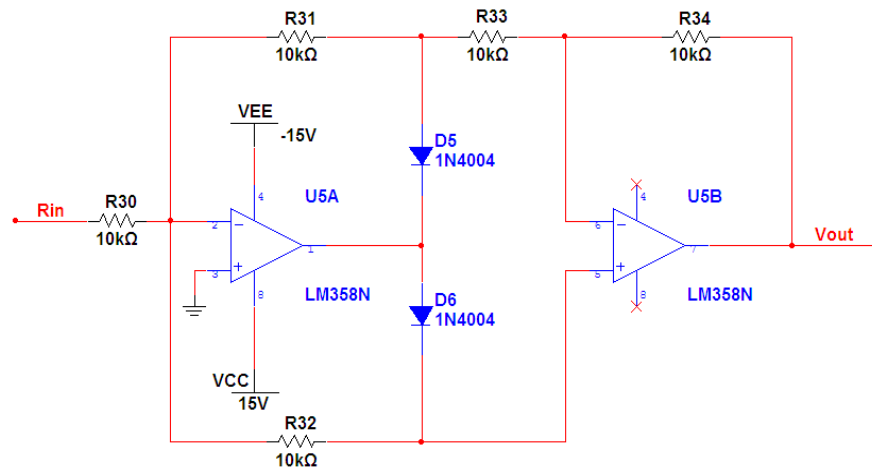 R31
10kΩ
R33
10kΩ
R34
10kΩ
VEE
-15V
D5
1N4004
Rin
R30
10kΩ
U5A
4
2
3
1
8
LM358N
U5B
4
6
5
7
8
LM358N
Vout
D6
1N4004
VCC
15V
R32
10kΩ